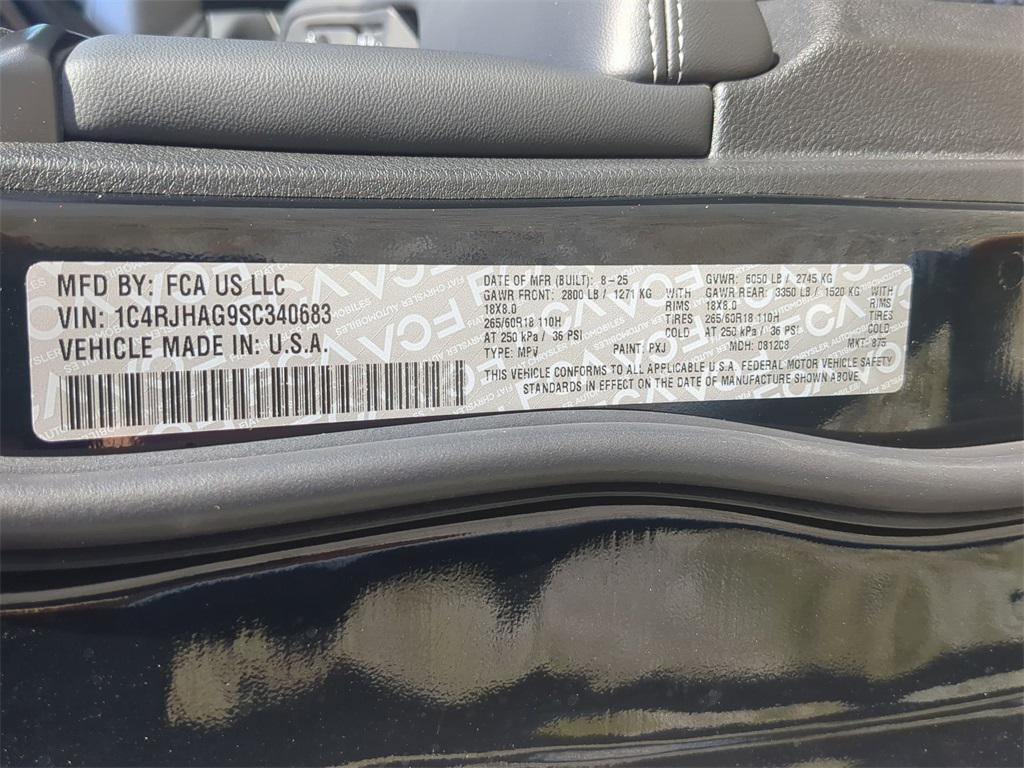 MFD BY: FCA US LLC
VIN: 1C4RJHAG9SC340683
VEHICLE MADE IN: U.S.A.
DATE OF MFR (BUILT): 8-25 GVWR: 6050 LB / 2745 KG
GAWR FRONT: 2800 LB / 1271 KG WITH GAWR REAR: 3350 LB / 1520 KG WITH
18X8.0 RIMS 18X8.0 RIMS
265/60R18 110H TIRES 265/60R18 110H TIRES
AT 250 kPa / 36 PSI COLD AT 250 kPa / 36 PSI COLD
TYPE: MPV PAINT: PXJ MDH: 0812C8 MKT: 875
THIS VEHICLE CONFORMS TO ALL APPLICABLE U.S.A. FEDERAL MOTOR VEHICLE SAFETY
STANDARDS IN EFFECT ON THE DATE OF MANUFACTURE SHOWN ABOVE